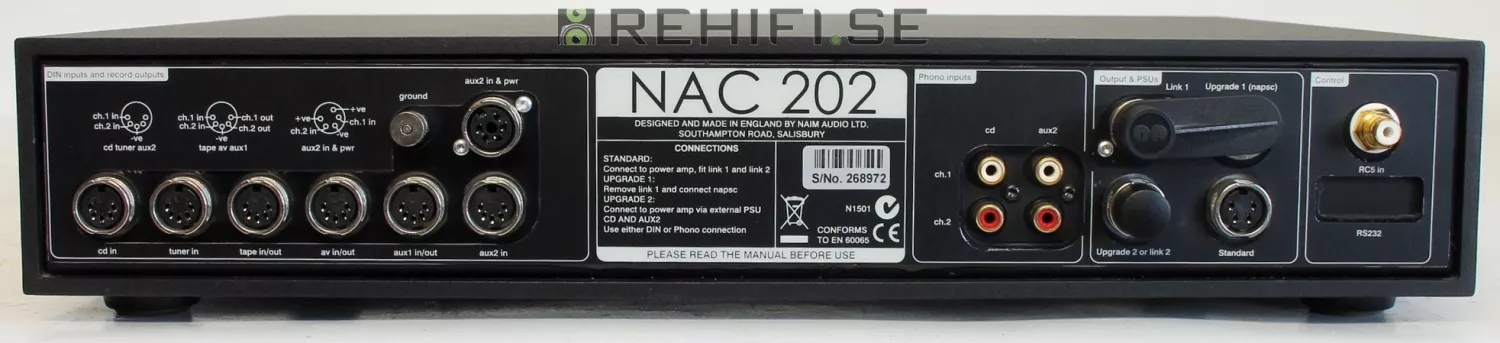 REHIFI.SE
DIN inputs and record outputs
ch.1 in
ch.2 in
-ve
cd tuner aux2
ch.1 in
ch.1 out
ch.2 in
ch.2 out
-ve
tape av aux1
+ve
+ve
ch.1 in
ch.2 in
-ve
aux2 in & pwr
ground
aux2 in & pwr
cd in
tuner in
tape in/out
av in/out
aux1 in/out
aux2 in
NAC 202
DESIGNED AND MADE IN ENGLAND BY NAIM AUDIO LTD.
SOUTHAMPTON ROAD, SALISBURY
CONNECTIONS
STANDARD:
Connect to power amp, fit link 1 and link 2
UPGRADE 1:
Remove link 1 and connect napsc
UPGRADE 2:
Connect to power amp via external PSU
CD AND AUX2
Use either DIN or Phono connection
S/No. 268972
N1501
CONFORMS
TO EN 60065
CE
PLEASE READ THE MANUAL BEFORE USE
Phono inputs
cd
aux2
ch.1
ch.2
Output & PSUs
Link 1
Upgrade 1 (napsc)
Upgrade 2 or link 2
Standard
Control
RC5 in
RS232